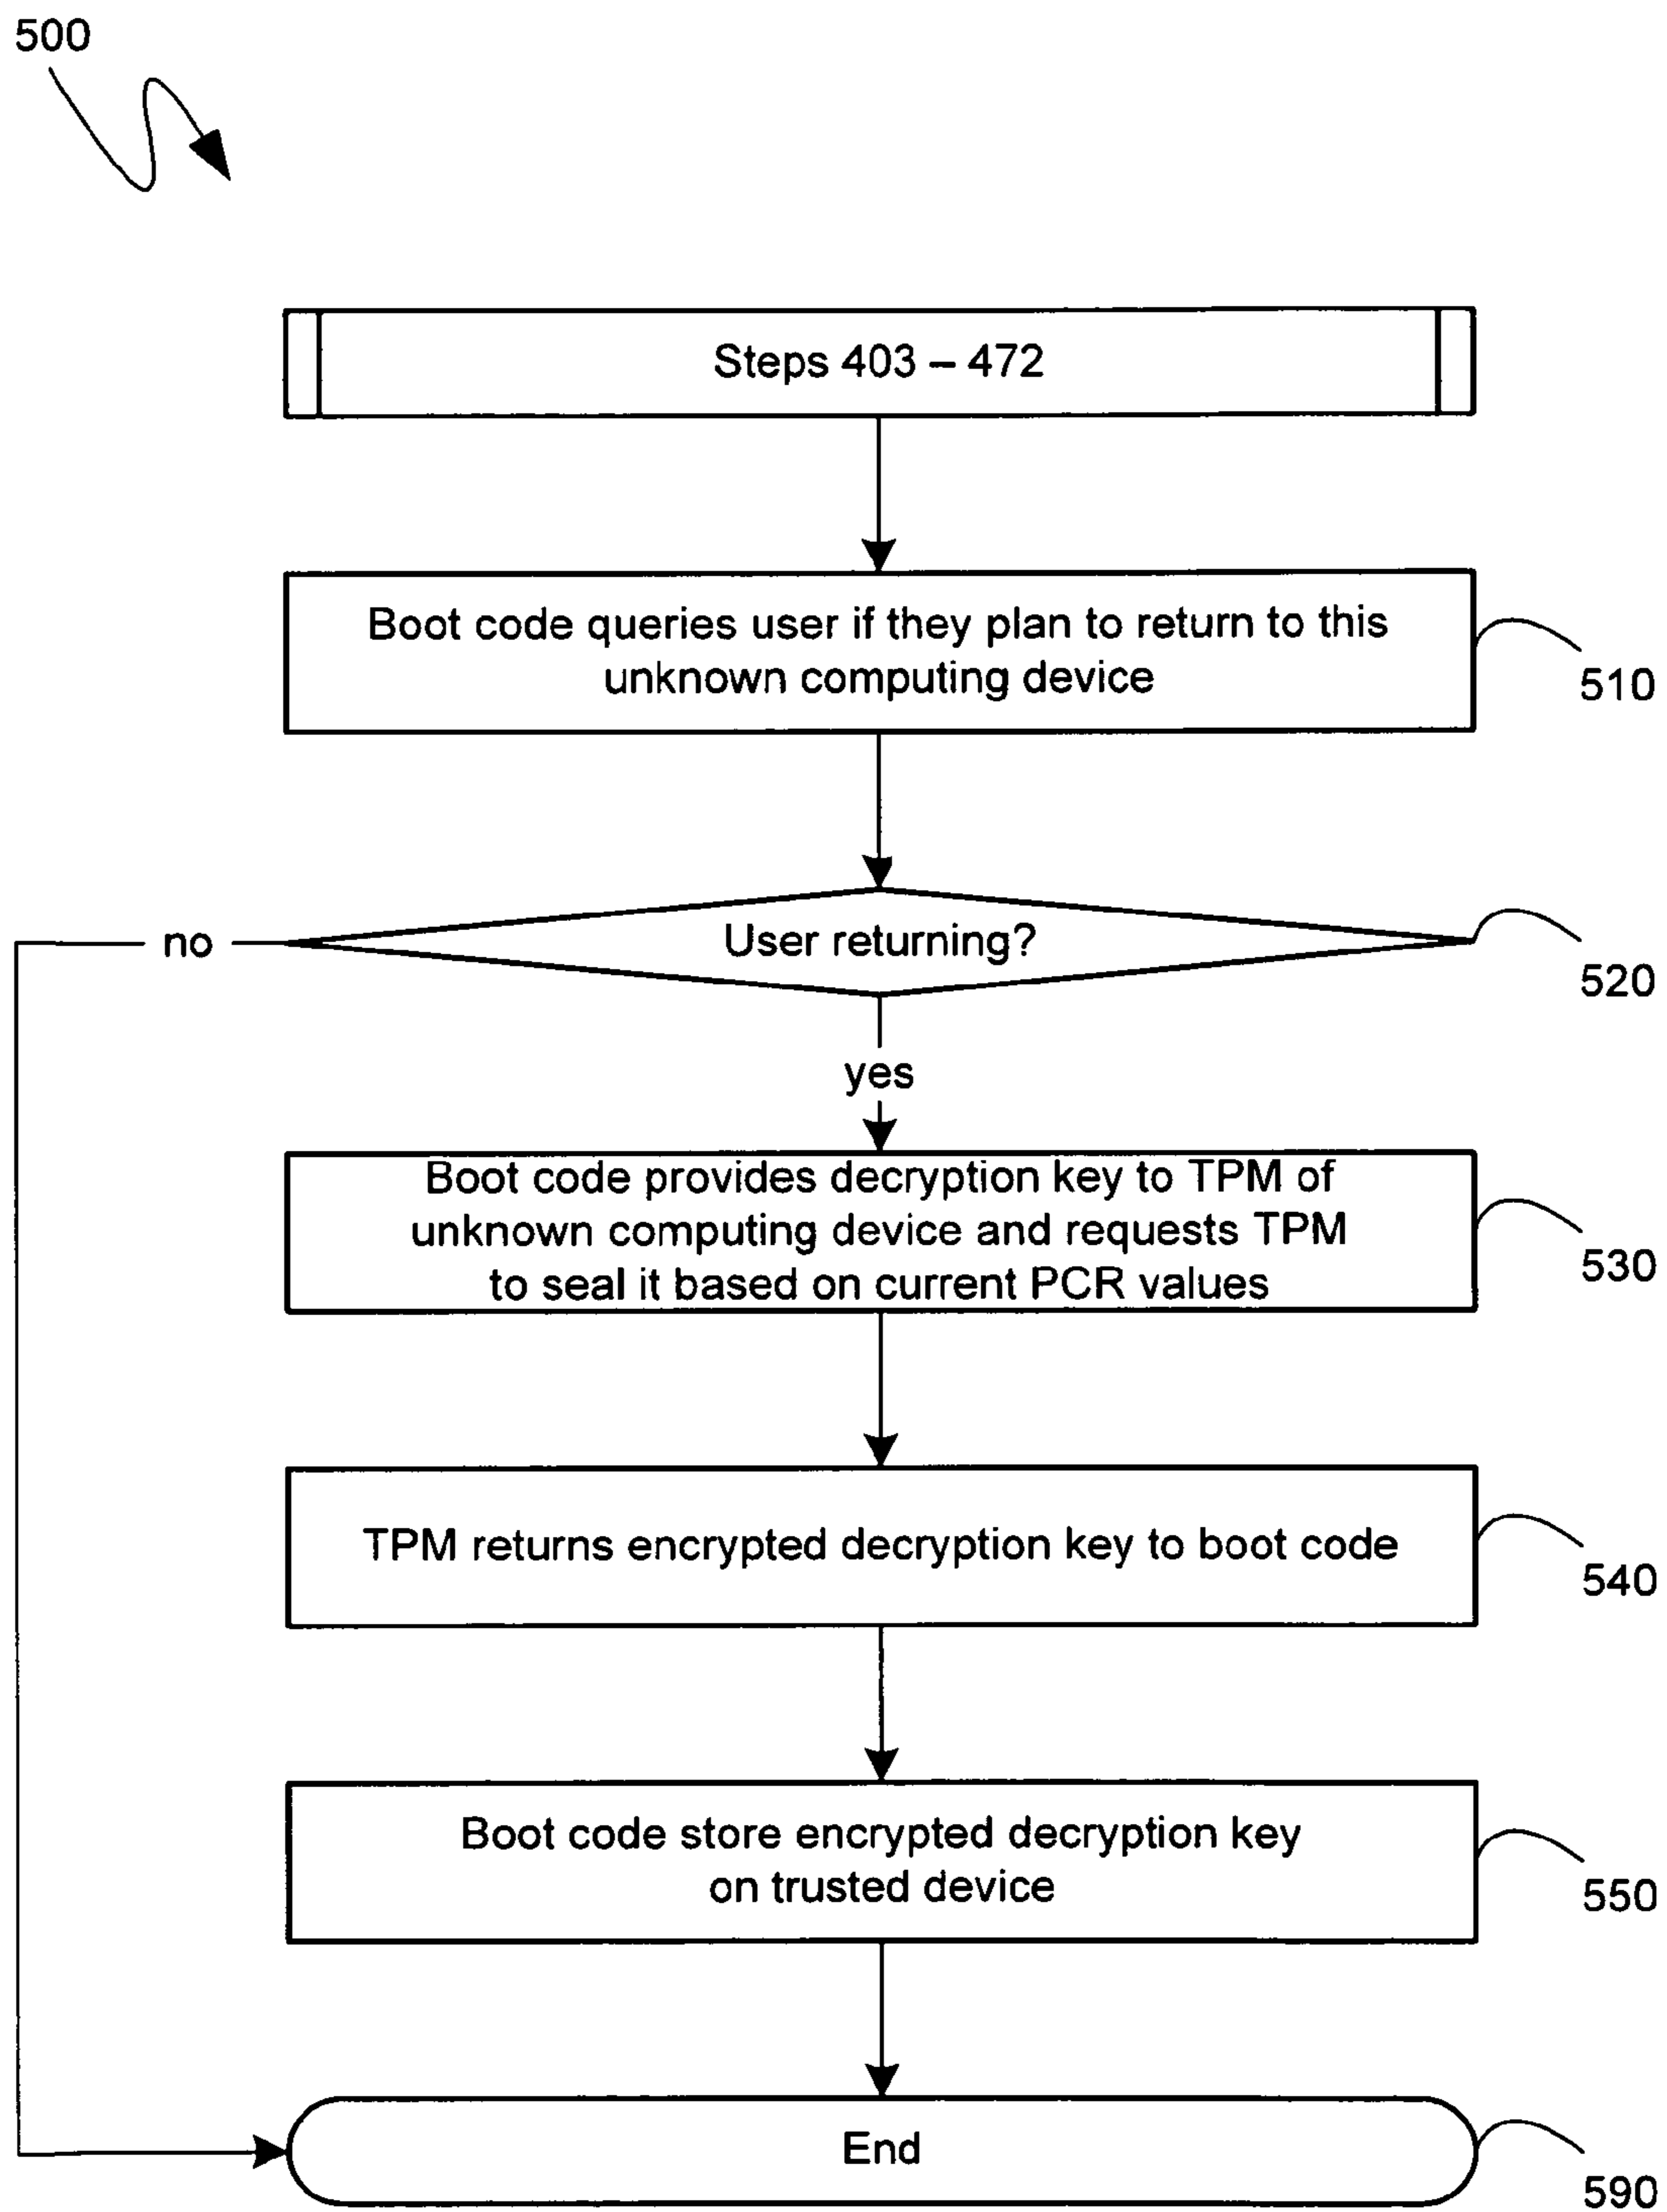 500
Steps 403 – 472
Boot code queries user if they plan to return to this
unknown computing device
510
no
User returning?
520
yes
Boot code provides decryption key to TPM of
unknown computing device and requests TPM
to seal it based on current PCR values
530
TPM returns encrypted decryption key to boot code
540
Boot code store encrypted decryption key
on trusted device
550
End
590